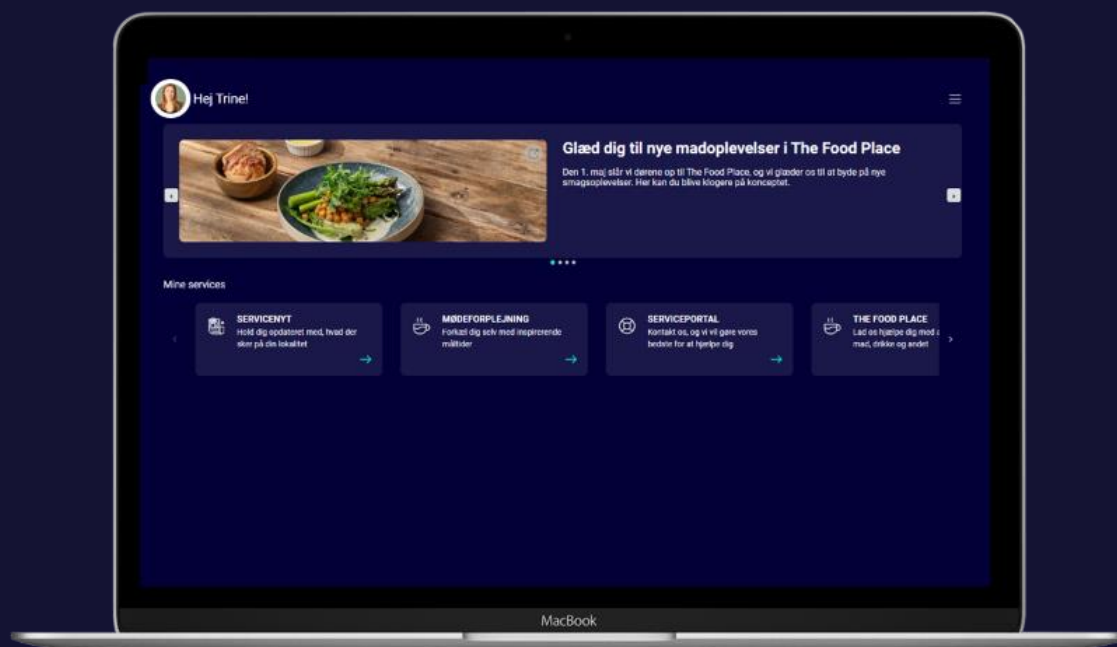 Hej Trine!
Glæd dig til nye madoplevelser i The Food Place
Den 1. maj slår vi dørene op til The Food Place, og vi glæder os til at byde på nye
smagsoplevelser. Her kan du blive klogere på konceptet.
Mine services
SERVICENYT
Hold dig opdateret med, hvad der
sker på din lokalitet
MØDEFORPLEJNING
Forkæl dig selv med inspirerende
måltider
SERVICEPORTAL
Kontakt os, og vi vil gøre vores
bedste for at hjælpe dig
THE FOOD PLACE
Lad os hjælpe dig med
mad, drikke og andet
MacBook